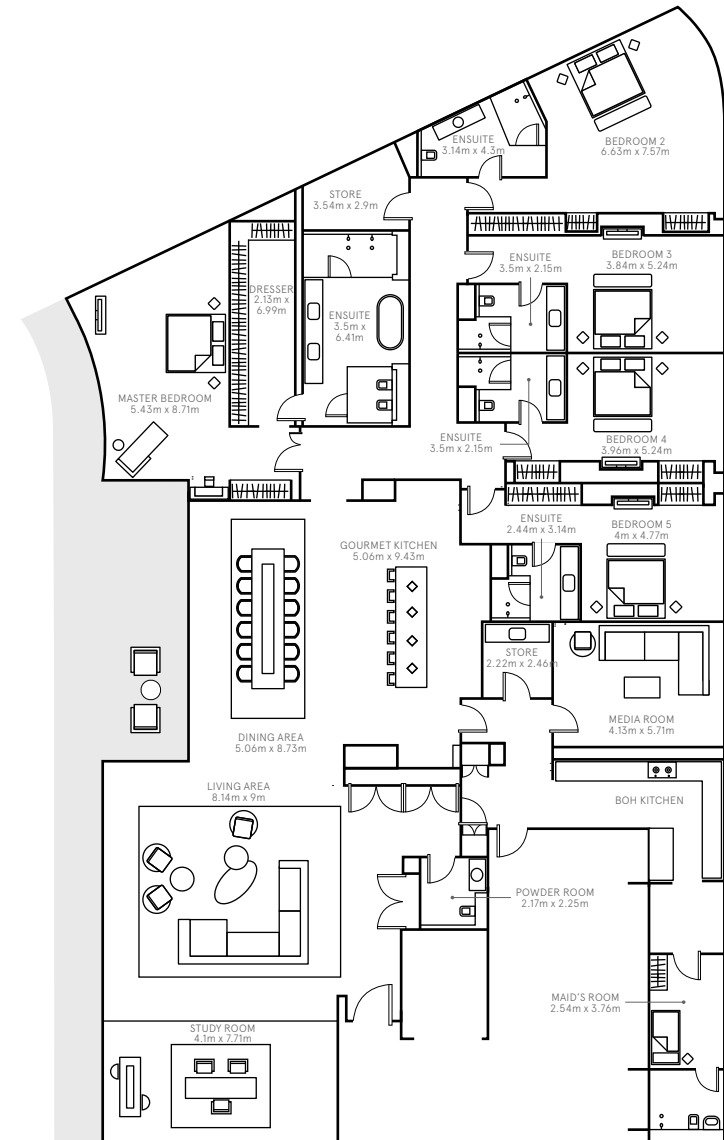 BEDROOM 2
6.63m x 7.57m
ENSUITE
3.14m x 4.3m
STORE
3.54m x 2.9m
BEDROOM 3
3.84m x 5.24m
ENSUITE
3.5m x 2.15m
DRESSER
2.13m x
6.99m
ENSUITE
3.5m x
6.41m
MASTER BEDROOM
5.43m x 8.71m
ENSUITE
3.5m x 2.15m
BEDROOM 4
3.96m x 5.24m
ENSUITE
2.44m x 3.14m
BEDROOM 5
4m x 4.77m
GOURMET KITCHEN
5.06m x 9.43m
STORE
2.22m x 2.46m
MEDIA ROOM
4.13m x 5.71m
DINING AREA
5.06m x 8.73m
LIVING AREA
8.14m x 9m
BOH KITCHEN
POWDER ROOM
2.17m x 2.25m
MAID'S ROOM
2.54m x 3.76m
STUDY ROOM
4.1m x 7.71m